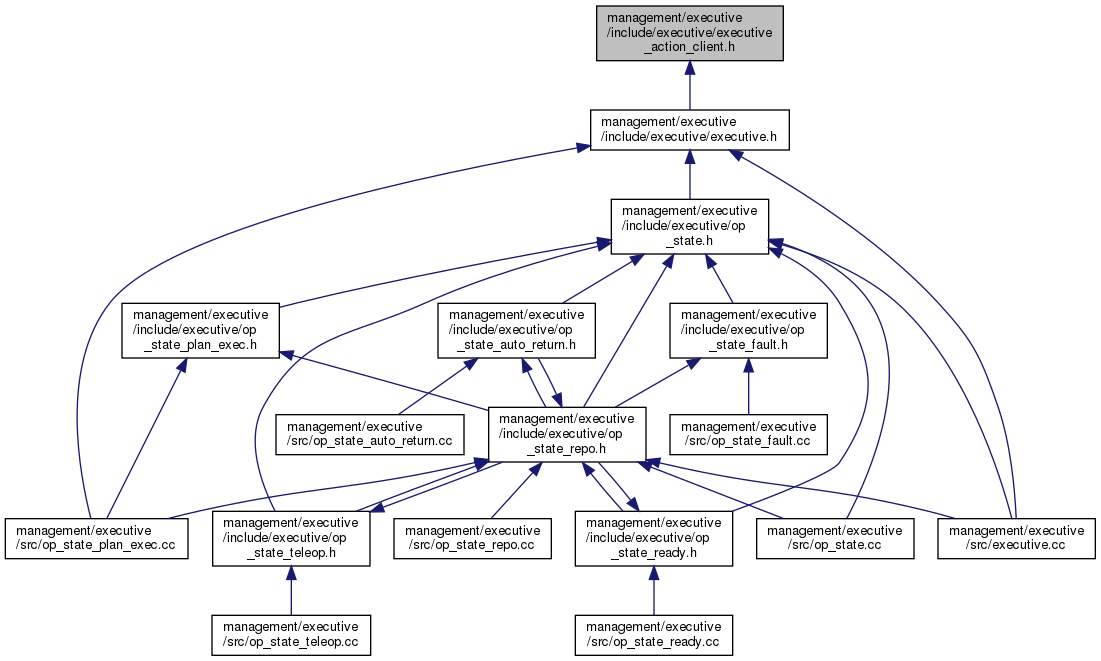 management/executive
/include/executive/executive
_action_client.h
management/executive
/include/executive/executive.h
management/executive
/include/executive/op
_state.h
management/executive
/include/executive/op
_state_plan_exec.h
management/executive
/include/executive/op
_state_auto_return.h
management/executive
/include/executive/op
_state_fault.h
management/executive
/src/op_state_auto_return.cc
management/executive
/include/executive/op
_state_repo.h
management/executive
/src/op_state_fault.cc
management/executive
/src/op_state_plan_exec.cc
management/executive
/include/executive/op
_state_teleop.h
management/executive
/src/op_state_repo.cc
management/executive
/include/executive/op
_state_ready.h
management/executive
/src/op_state.cc
management/executive
/src/executive.cc
management/executive
/src/op_state_teleop.cc
management/executive
/src/op_state_ready.cc